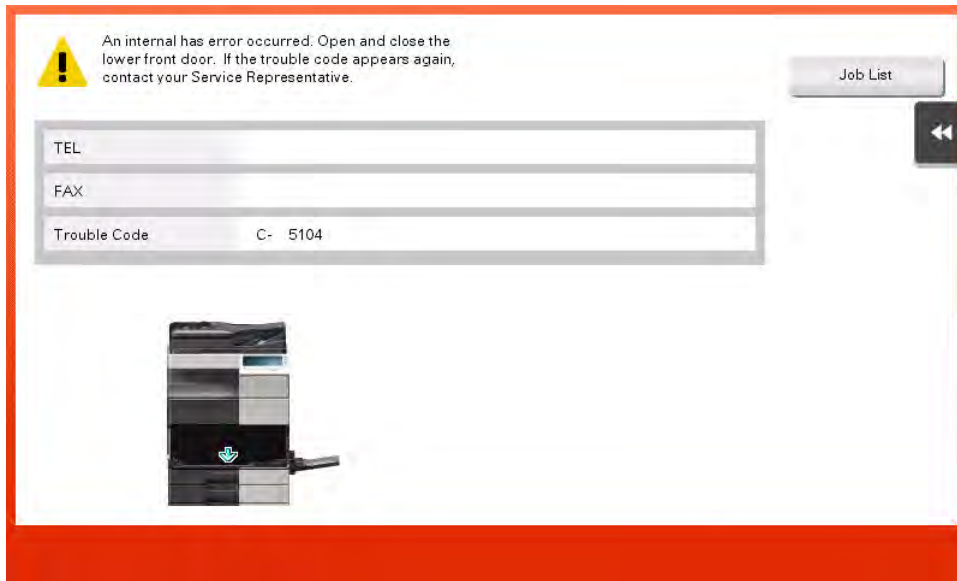 An internal has error occurred. Open and close the
lower front door. If the trouble code appears again,
contact your Service Representative.
Job List
TEL
FAX
Trouble Code C- 5104